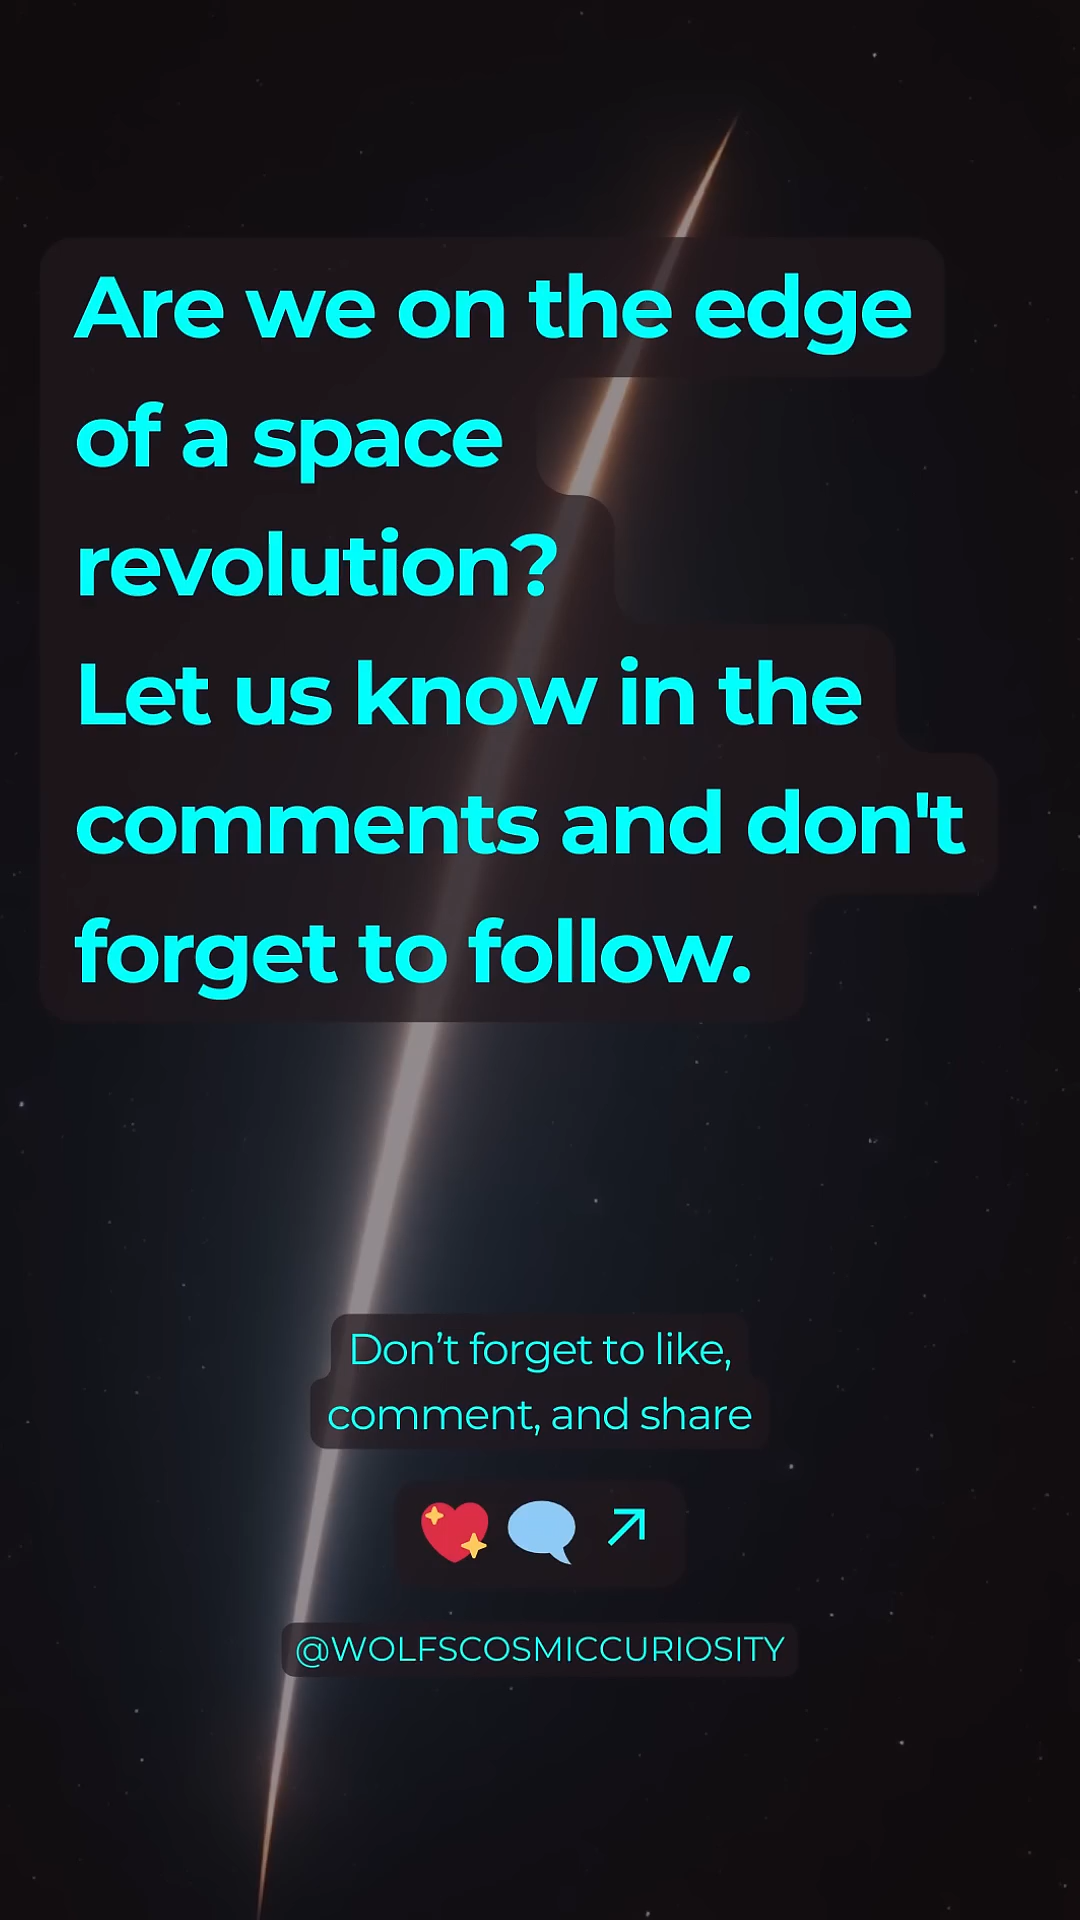 Are we on the edge
of a space
revolution?
Let us know in the
comments and don't
forget to follow.
Don’t forget to like,
comment, and share
💖 🗨 ↗
@WOLFSCOSMICCURIOSITY